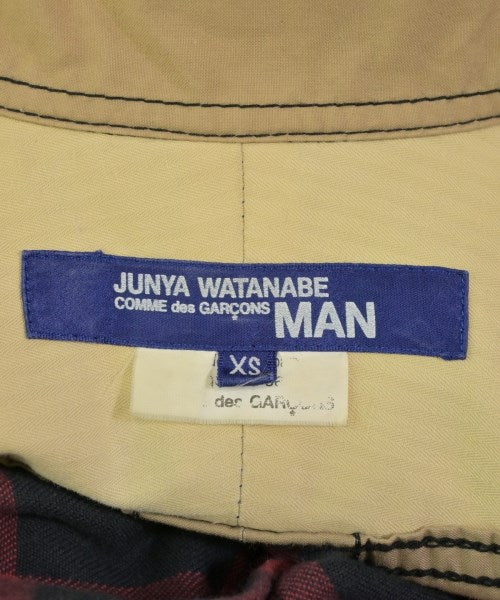 JUNYA WATANABE
COMME des GARÇONS MAN
XS
des GARÇONS